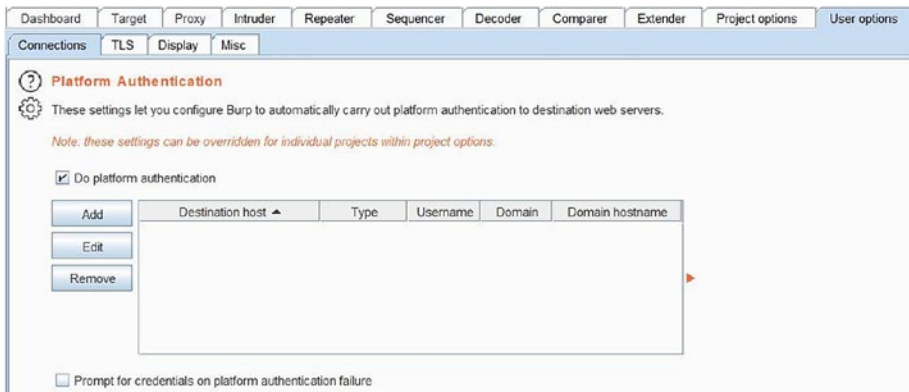 Dashboard Target Proxy Intruder Repeater Sequencer Decoder Comparer Extender Project options User options
Connections TLS Display Misc
? Platform Authentication
These settings let you configure Burp to automatically carry out platform authentication to destination web servers.
Note: these settings can be overridden for individual projects within project options.
Do platform authentication
Add Destination host Type Username Domain Domain hostname
Edit
Remove
Prompt for credentials on platform authentication failure